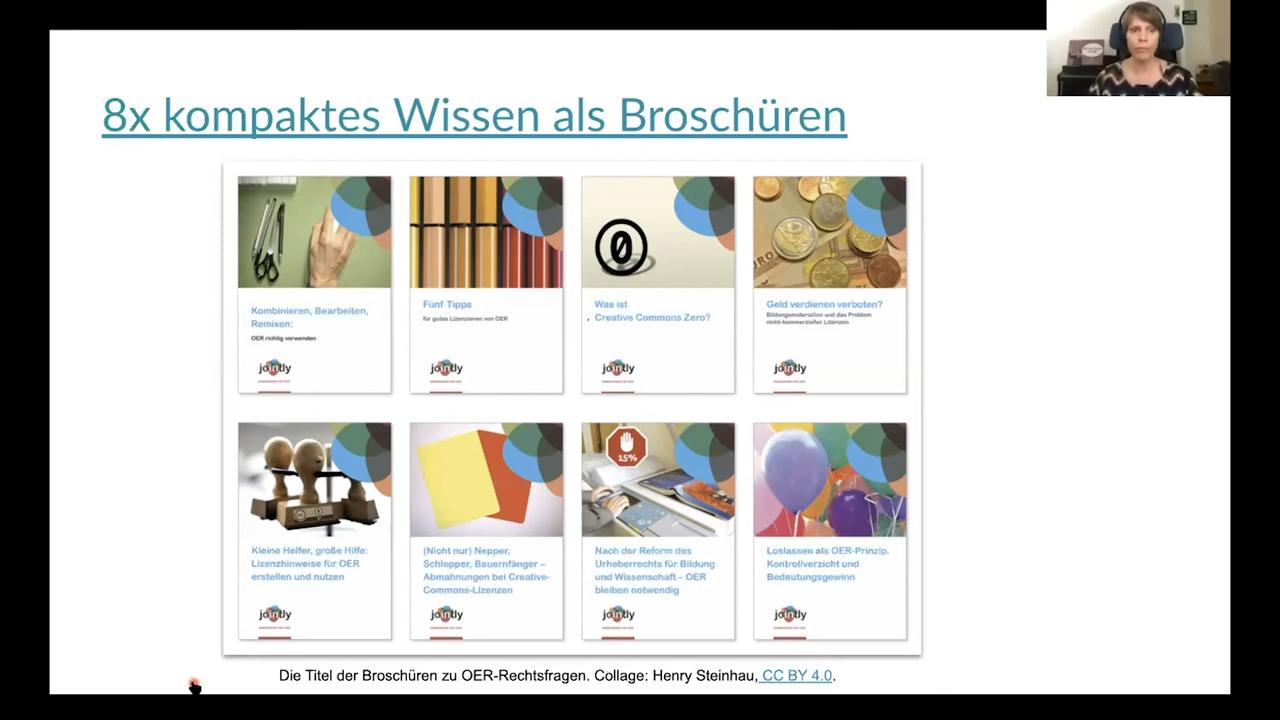 8x kompaktes Wissen als Broschüren
Kombinieren, Bearbeiten,
Remixen:
OER richtig verwenden
jointly
Fünf Tipps
für gutes Lizenzieren von OER
jointly
0
Was ist
Creative Commons Zero?
jointly
Geld verdienen verboten?
Bildungsmaterialien und das Problem
nicht-kommerzieller Lizenzen
jointly
Kleine Helfer, große Hilfe:
Lizenzhinweise für OER
erstellen und nutzen
jointly
(Nicht nur) Nepper,
Schlepper, Bauernfänger –
Abmahnungen bei Creative-
Commons-Lizenzen
jointly
15%
Nach der Reform des
Urheberrechts für Bildung
und Wissenschaft – OER
bleiben notwendig
jointly
Loslassen als OER-Prinzip.
Kontrollverzicht und
Bedeutungsgewinn
jointly
Die Titel der Broschüren zu OER-Rechtsfragen. Collage: Henry Steinhau, CC BY 4.0.